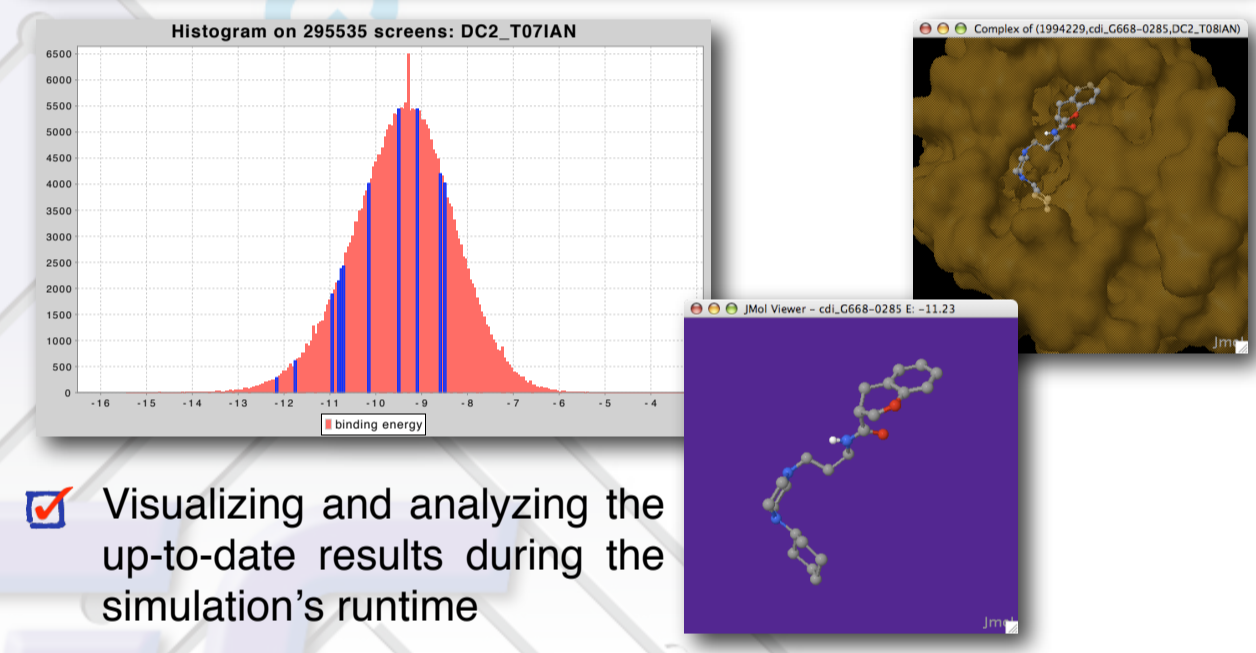 Histogram on 295535 screens: DC2_T07IAN
6500
6000
5500
5000
4500
4000
3500
3000
2500
2000
1500
1000
500
0
-16 -15 -14 -13 -12 -11 -10 -9 -8 -7 -6 -5 -4
binding energy
Complex of (1994229,cdi_G668-0285,DC2_T08IAN)
JMol Viewer - cdi_G668-0285 E: -11.23
Visualizing and analyzing the
up-to-date results during the
simulation's runtime